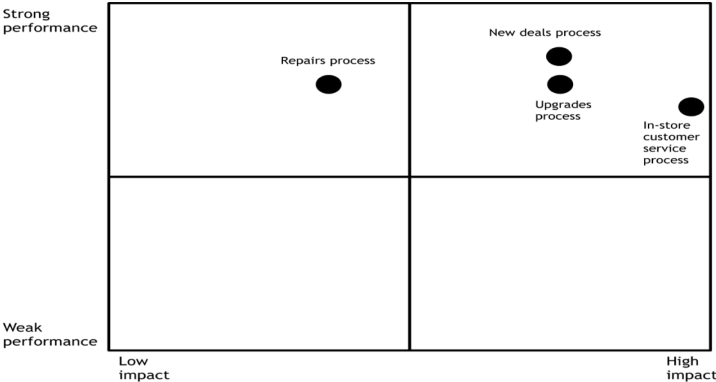 Strong
performance
New deals process
Repairs process
Upgrades
process
In-store
customer
service
process
Weak
performance
Low
impact
High
impact